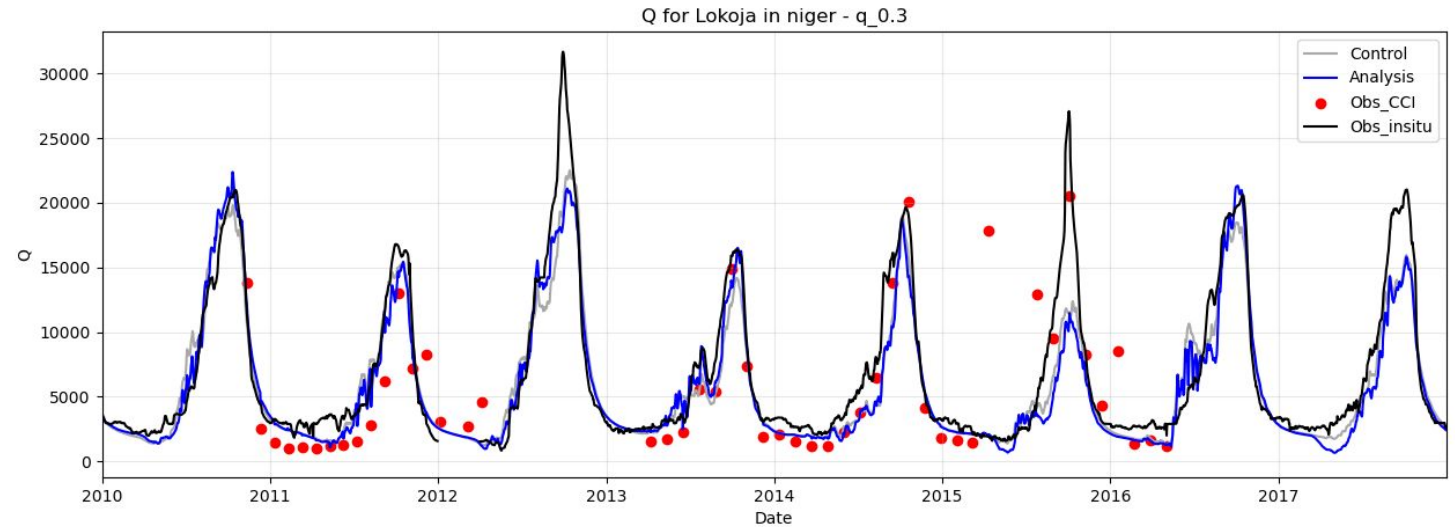 Q for Lokoja in niger - q_0.3
Control
Analysis
Obs_CCI
Obs_insitu
Q
30000
25000
20000
15000
10000
5000
0
2010
2011
2012
2013
2014
2015
2016
2017
Date